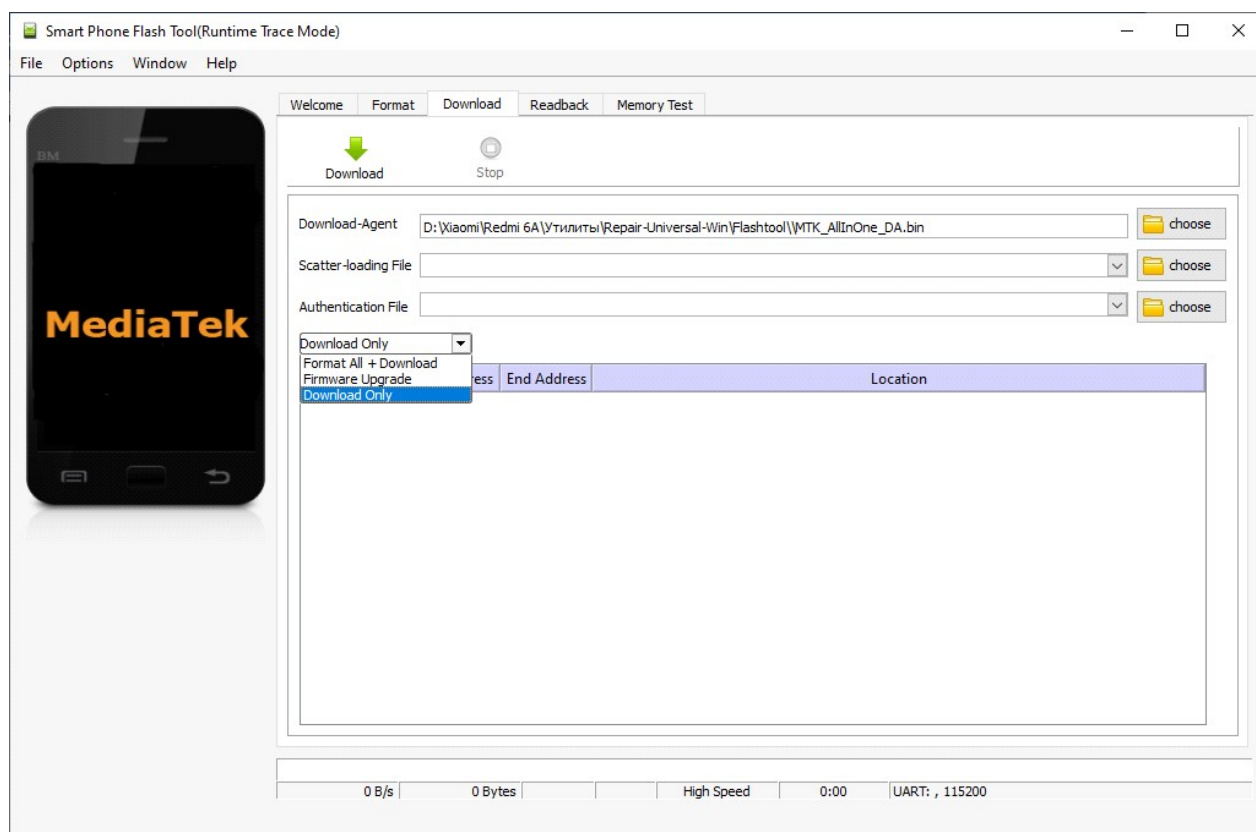 Smart Phone Flash Tool(Runtime Trace Mode)
File Options Window Help
Welcome Format Download Readback Memory Test
BM
Download Stop
Download-Agent D:\Xiaomi\Redmi 6A\Утилиты\Repair-Universal-Win\Flashtool\\MTK_AllInOne_DA.bin choose
Scatter-loading File choose
Authentication File choose
MediaTek
Download Only
Format All + Download
Firmware Upgrade
ress End Address Location
Download Only
0 B/s 0 Bytes High Speed 0:00 UART: , 115200